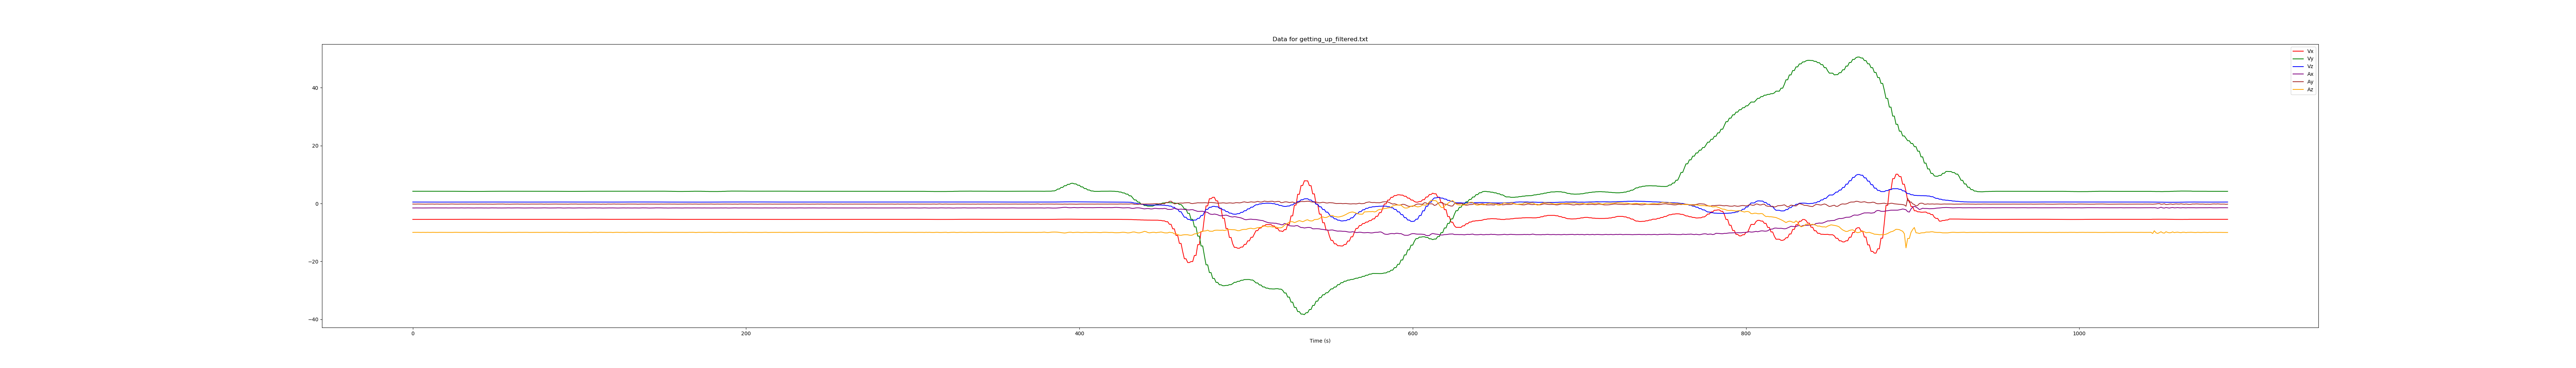 Data for getting_up_filtered.txt
Vx
Vy
Vz
Ax
Ay
Az
40
20
0
−20
−40
0 200 400 600 800 1000
Time (s)